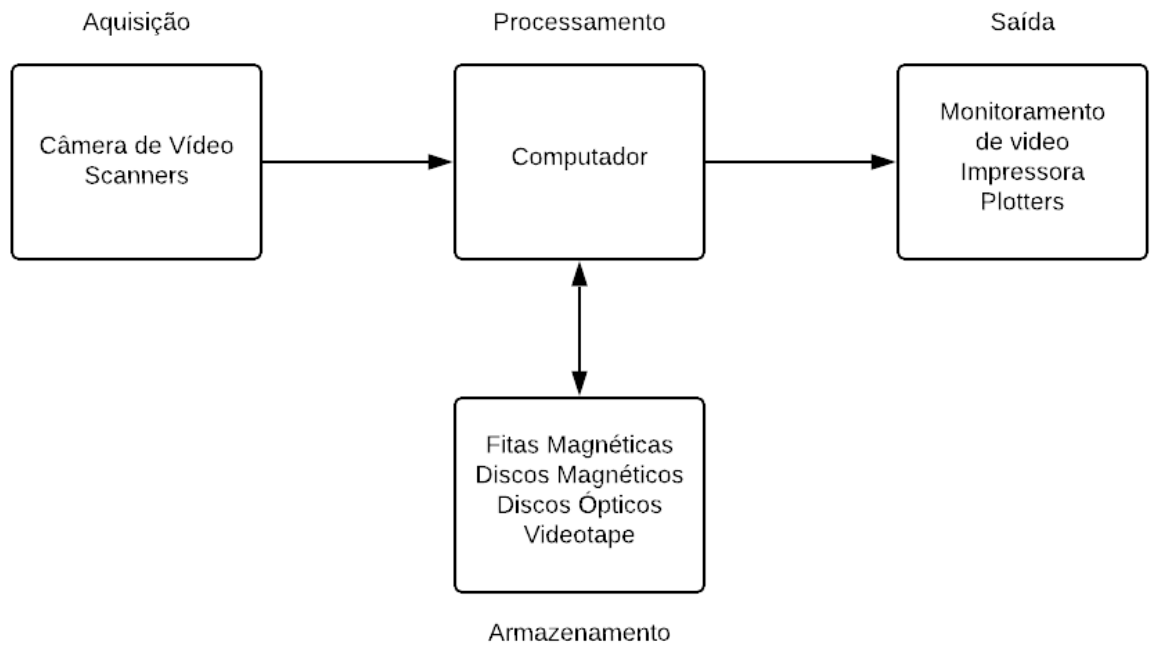 Aquisição
Processamento
Saída
Câmera de Vídeo
Scanners
Computador
Monitoramento
de video
Impressora
Plotters
Fitas Magnéticas
Discos Magnéticos
Discos Ópticos
Videotape
Armazenamento